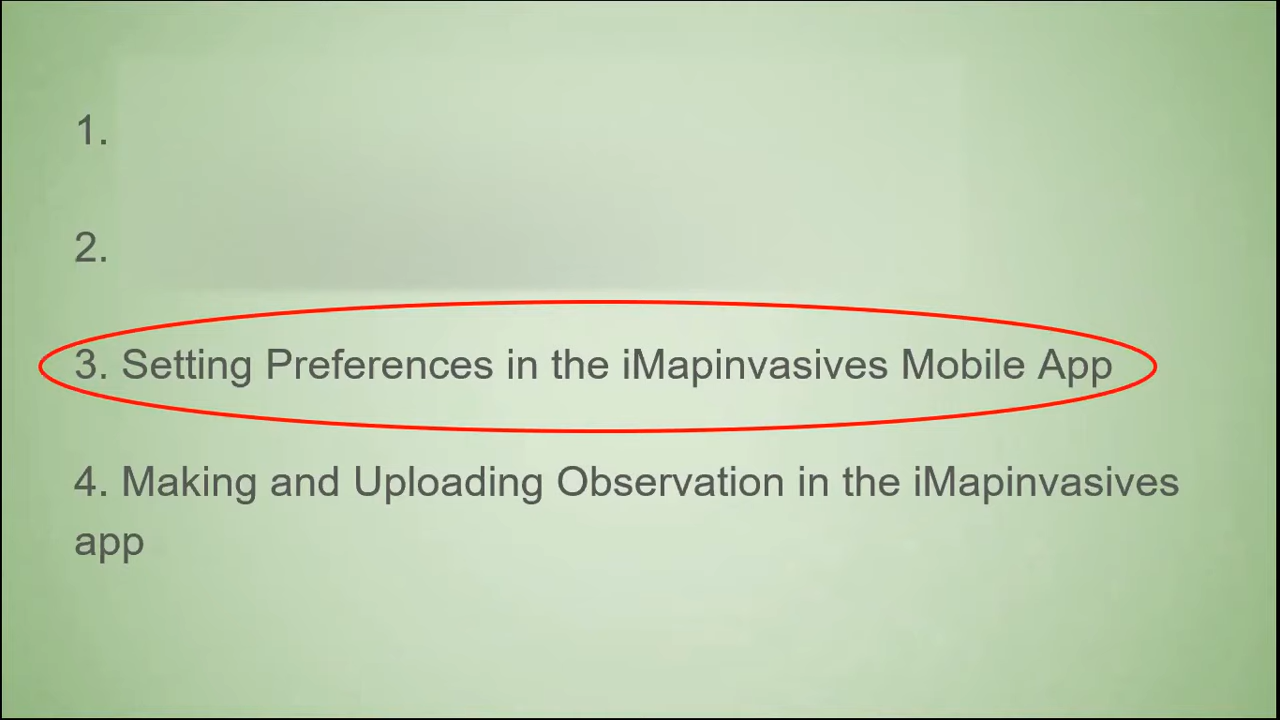 1.
2.
3. Setting Preferences in the iMapinvasives Mobile App
4. Making and Uploading Observation in the iMapinvasives
app